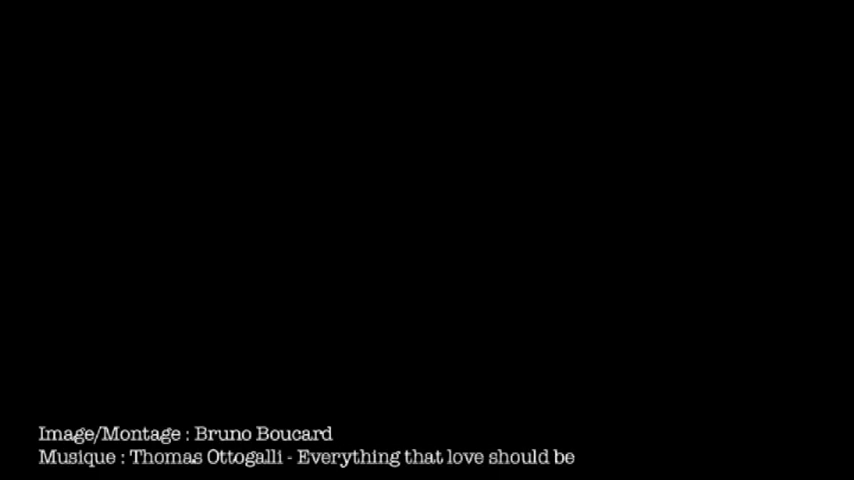 Image/Montage : Bruno Boucard
Musique : Thomas Ottogalli - Everything that love should be